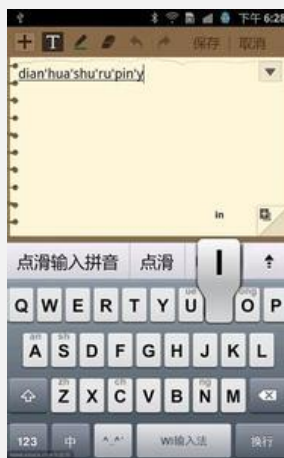 下午 6:28
T 保存 取消
dian'hua'shu'ru'pin'y
in
点滑输入拼音 点滑 I
Q W E R T Y U O P
A S D F G H J K L
Z X C V B N M
123 中 ^_^ WI输入法 换行